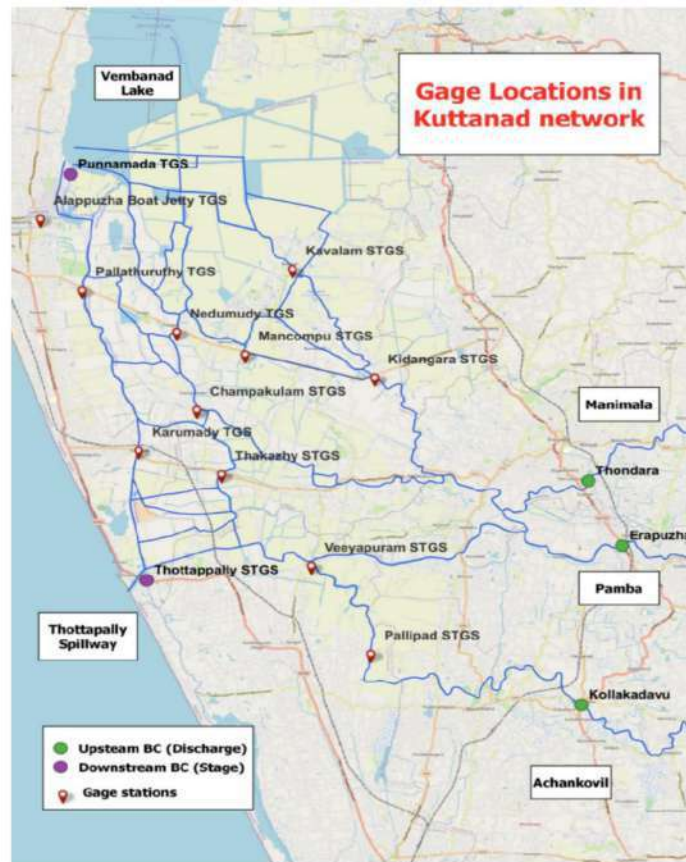 Vembanad
Lake
Gage Locations in
Kuttanad network
Punnamada TGS
Alappuzha Boat Jetty TGS
Kavalam STGS
Pallathuruthy TGS
Nedumudy TGS
Mancompu STGS
Kidangara STGS
Champakulam STGS
Manimala
Karumady TGS
Thakazhy STGS
Thondara
Erapuzha
Veeyapuram STGS
Thottappally STGS
Pamba
Thottapally
Spillway
Pallipad STGS
Kollakadavu
Upsteam BC (Discharge)
Downstream BC (Stage)
Gage stations
Achankovil